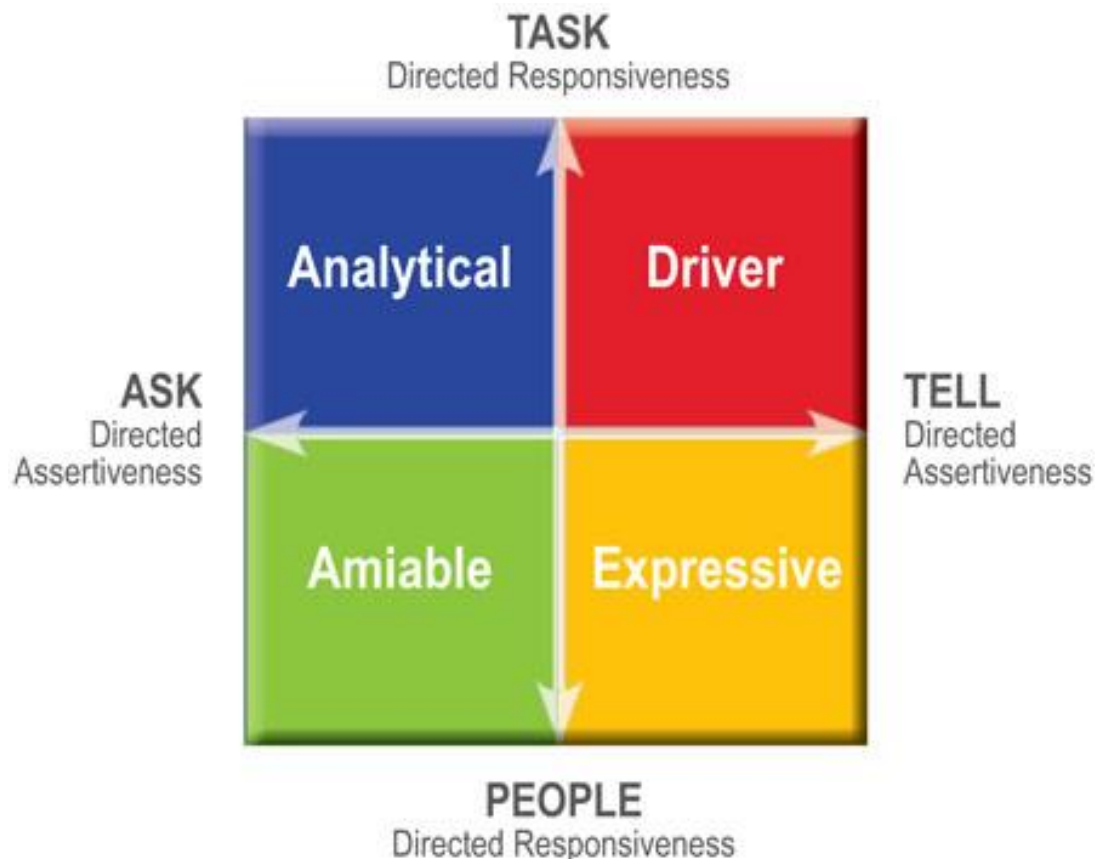 TASK
Directed Responsiveness
Analytical
Driver
ASK
Directed
Assertiveness
TELL
Directed
Assertiveness
Amiable
Expressive
PEOPLE
Directed Responsiveness